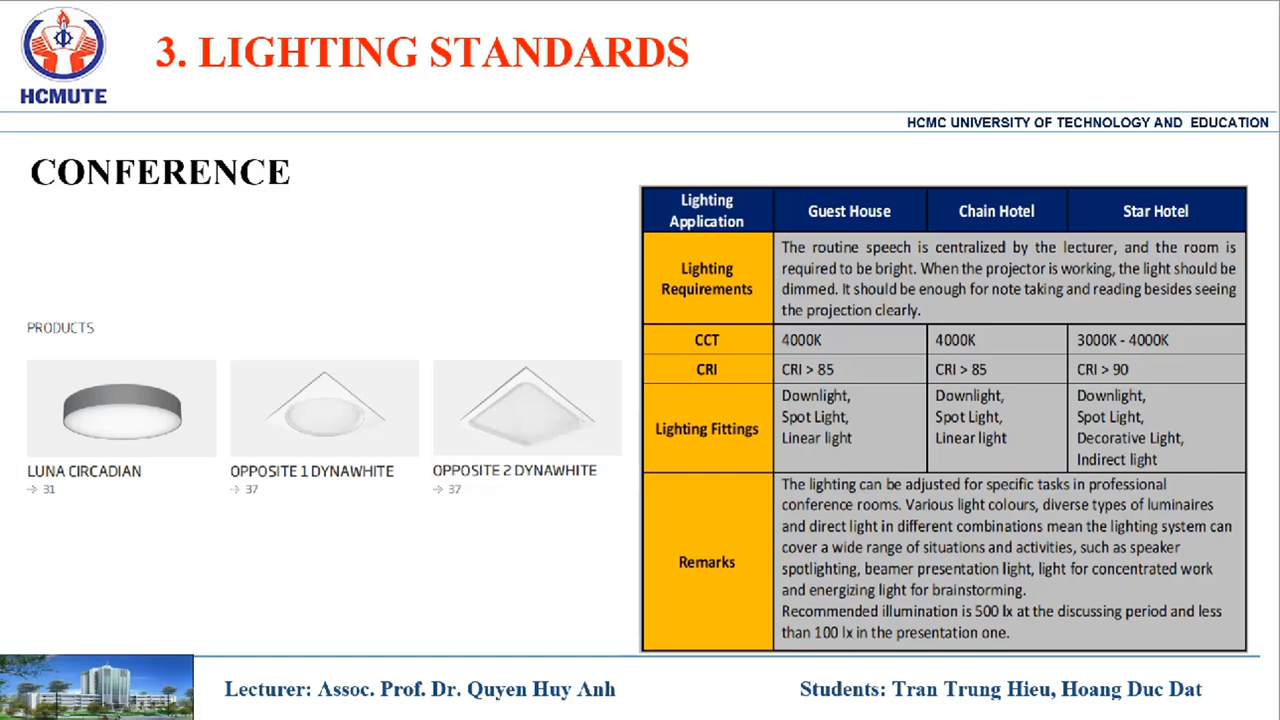 HCMUTE
3. LIGHTING STANDARDS
HCMC UNIVERSITY OF TECHNOLOGY AND EDUCATION
CONFERENCE
PRODUCTS
LUNA CIRCADIAN
→ 31
OPPOSITE 1 DYNAWHITE
→ 37
OPPOSITE 2 DYNAWHITE
→ 37
Lighting
Application
Guest House
Chain Hotel
Star Hotel
Lighting
Requirements
The routine speech is centralized by the lecturer, and the room is
required to be bright. When the projector is working, the light should be
dimmed. It should be enough for note taking and reading besides seeing
the projection clearly.
CCT
4000K
4000K
3000K - 4000K
CRI
CRI > 85
CRI > 85
CRI > 90
Lighting Fittings
Downlight,
Spot Light,
Linear light
Downlight,
Spot Light,
Linear light
Downlight,
Spot Light,
Decorative Light,
Indirect light
Remarks
The lighting can be adjusted for specific tasks in professional
conference rooms. Various light colours, diverse types of luminaires
and direct light in different combinations mean the lighting system can
cover a wide range of situations and activities, such as speaker
spotlighting, beamer presentation light, light for concentrated work
and energizing light for brainstorming.
Recommended illumination is 500 lx at the discussing period and less
than 100 lx in the presentation one.
Lecturer: Assoc. Prof. Dr. Quyen Huy Anh
Students: Tran Trung Hieu, Hoang Duc Dat